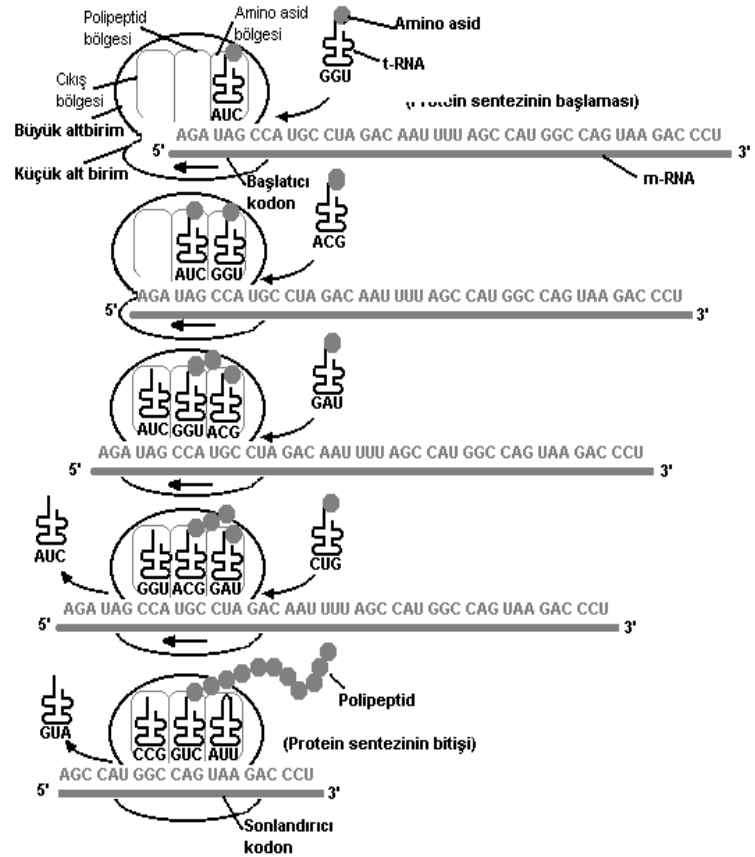 Polipeptid
bölgesi
Amino asid
bölgesi
Amino asid
t-RNA
GGU
Cıkış
bölgesi
AUC
Büyük altbirim
(Protein sentezinin başlaması)
AGA UAG CCA UGC CUA GAC AAU UUU AGC CAU GGC CAG UAA GAC CCU
5'
3'
Küçük alt birim
Başlatıcı
kodon
m-RNA
ACG
AUC GGU
AGA UAG CCA UGC CUA GAC AAU UUU AGC CAU GGC CAG UAA GAC CCU
5'
3'
GAU
AUC GGU ACG
AGA UAG CCA UGC CUA GAC AAU UUU AGC CAU GGC CAG UAA GAC CCU
5'
3'
AUC
CUG
GGU ACG GAU
AGA UAG CCA UGC CUA GAC AAU UUU AGC CAU GGC CAG UAA GAC CCU
5'
3'
Polipeptid
GUA
CCG GUC AUU
(Protein sentezinin bitişi)
AGC CAU GGC CAG UAA GAC CCU
5'
3'
Sonlandırıcı
kodon